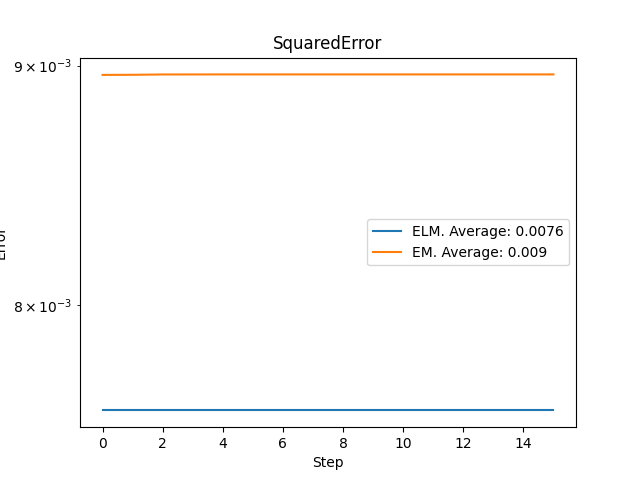 SquaredError
9 × 10⁻³
8 × 10⁻³
Error
ELM. Average: 0.0076
EM. Average: 0.009
0 2 4 6 8 10 12 14
Step